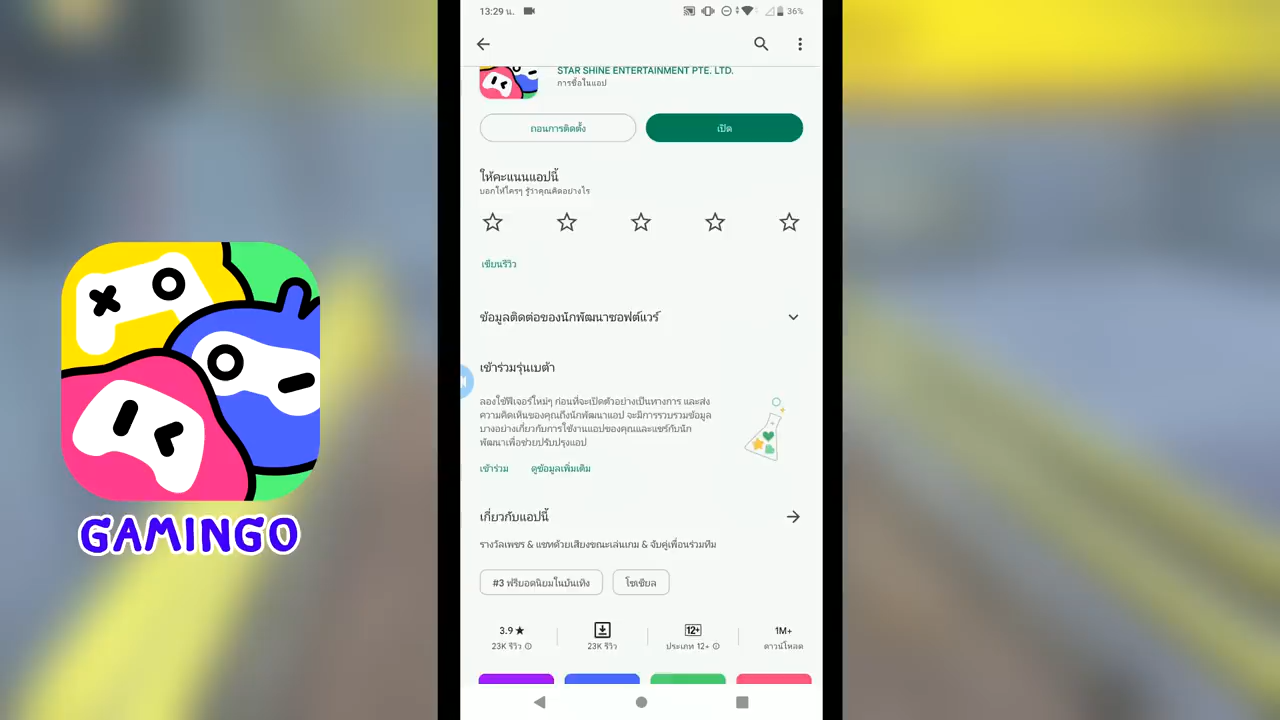 13:29 น.
36%
STAR SHINE ENTERTAINMENT PTE. LTD.
การซื้อในแอป
ถอนการติดตั้ง
เปิด
ให้คะแนนแอปนี้
บอกให้ใครๆ รู้ว่าคุณคิดอย่างไร
เขียนรีวิว
ข้อมูลติดต่อของนักพัฒนาซอฟต์แวร์
เข้าร่วมรุ่นเบต้า
ลองใช้ฟีเจอร์ใหม่ๆ ก่อนที่จะเปิดตัวอย่างเป็นทางการ และส่ง
ความคิดเห็นของคุณถึงนักพัฒนาแอป จะมีการรวบรวมข้อมูล
บางอย่างเกี่ยวกับการใช้งานแอปของคุณและแชร์กับนัก
พัฒนาเพื่อช่วยปรับปรุงแอป
เข้าร่วม
ดูข้อมูลเพิ่มเติม
เกี่ยวกับแอปนี้
รางวัลเพชร & แชทด้วยเสียงขณะเล่นเกม & จับคู่เพื่อนร่วมทีม
#3 ฟรียอดนิยมในบันเทิง
โซเชียล
3.9 ★
23K รีวิว
23K รีวิว
12+
ประเภท 12+
1M+
ดาวน์โหลด
GAMINGO